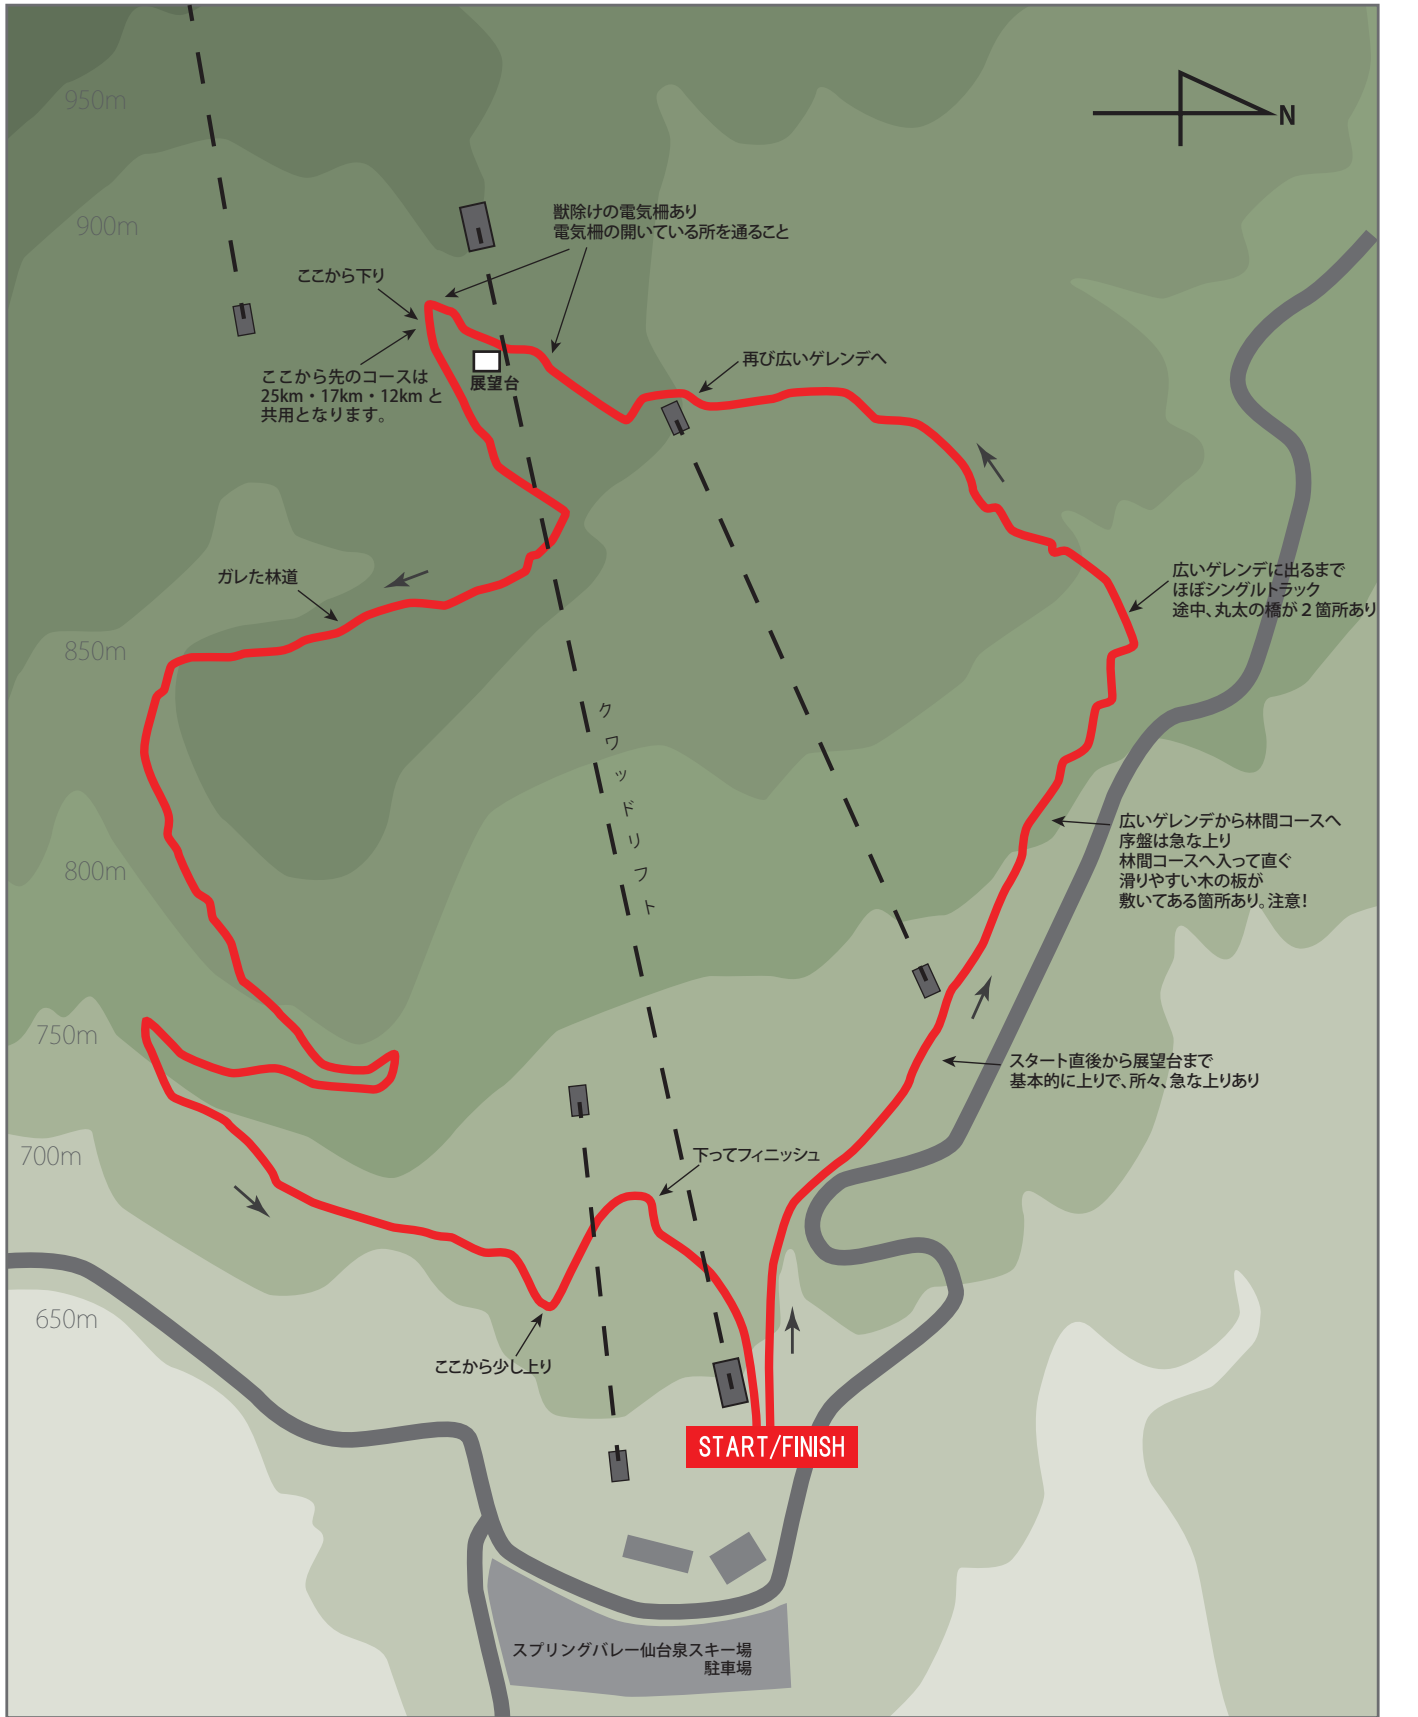 950m
N
900m
獣除けの電気柵あり
電気柵の開いている所を通ること
ここから下り
再び広いゲレンデへ
ここから先のコースは
25km・17km・12km と
共用となります。
展望台
ガレた林道
広いゲレンデに出るまで
ほぼシングルトラック
途中、丸太の橋が2箇所あり
850m
クワッドリフト
広いゲレンデから林間コースへ
序盤は急な上り
林間コースへ入って直ぐ
滑りやすい木の板が
敷いてある箇所あり。注意!
800m
750m
スタート直後から展望台まで
基本的に上りで、所々、急な上りあり
700m
下ってフィニッシュ
650m
ここから少し上り
START/FINISH
スプリングバレー仙台泉スキー場
駐車場